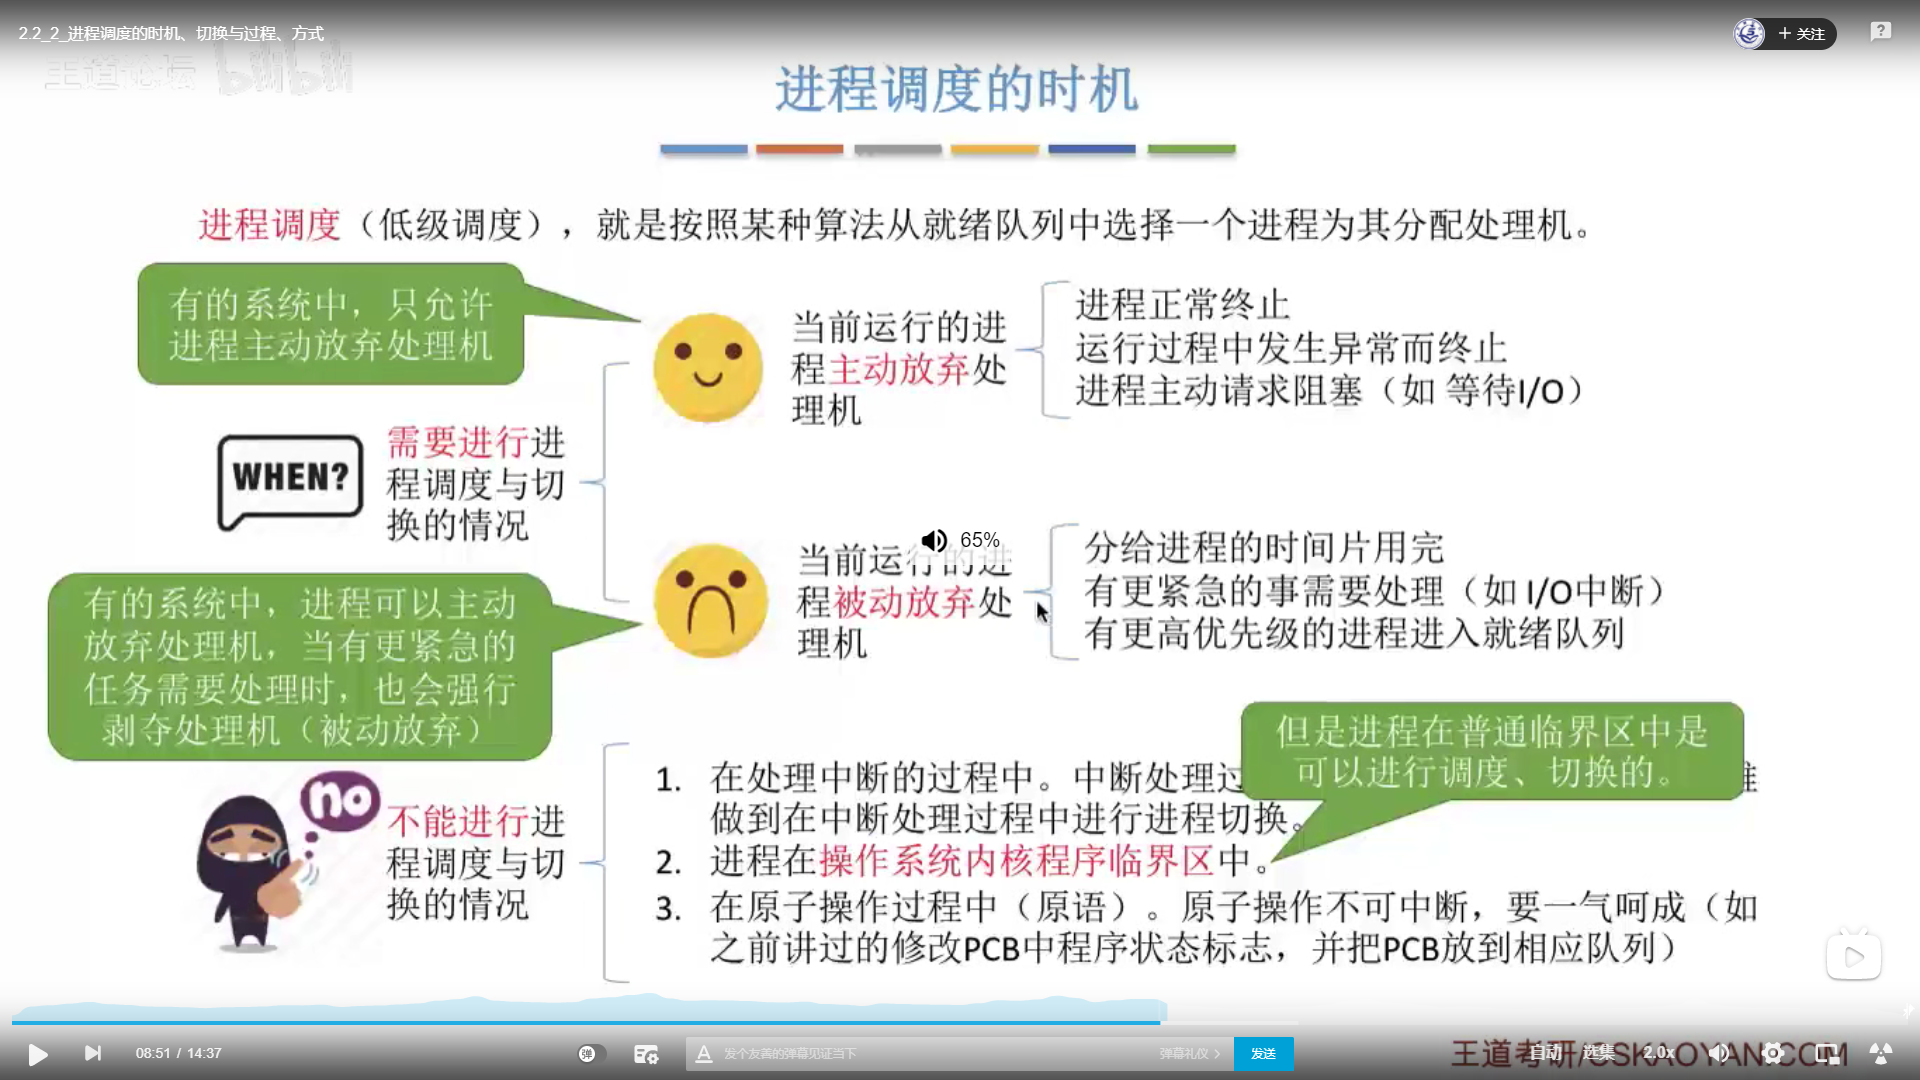 2.2_2_进程调度的时机、切换与过程、方式
+ 关注
?
王道论坛 bilibili
进程调度的时机
进程调度（低级调度），就是按照某种算法从就绪队列中选择一个进程为其分配处理机。
有的系统中，只允许
进程主动放弃处理机
当前运行的进
程主动放弃处
理机
进程正常终止
运行过程中发生异常而终止
进程主动请求阻塞（如 等待I/O）
WHEN?
需要进行进
程调度与切
换的情况
65%
当前运行的进
程被动放弃处
理机
分给进程的时间片用完
有更紧急的事需要处理（如 I/O中断）
有更高优先级的进程进入就绪队列
有的系统中，进程可以主动
放弃处理机，当有更紧急的
任务需要处理时，也会强行
剥夺处理机（被动放弃）
但是进程在普通临界区中是
可以进行调度、切换的。
no
不能进行进
程调度与切
换的情况
1. 在处理中断的过程中。中断处理过
做到在中断处理过程中进行进程切换。
2. 进程在操作系统内核程序临界区中。
3. 在原子操作过程中（原语）。原子操作不可中断，要一气呵成（如
之前讲过的修改PCB中程序状态标志，并把PCB放到相应队列）
08:51 / 14:37
弹
A 发个友善的弹幕见证当下
弹幕礼仪 >
发送
王道考研/CSKAOYAN.COM
自动
选集
2.0x